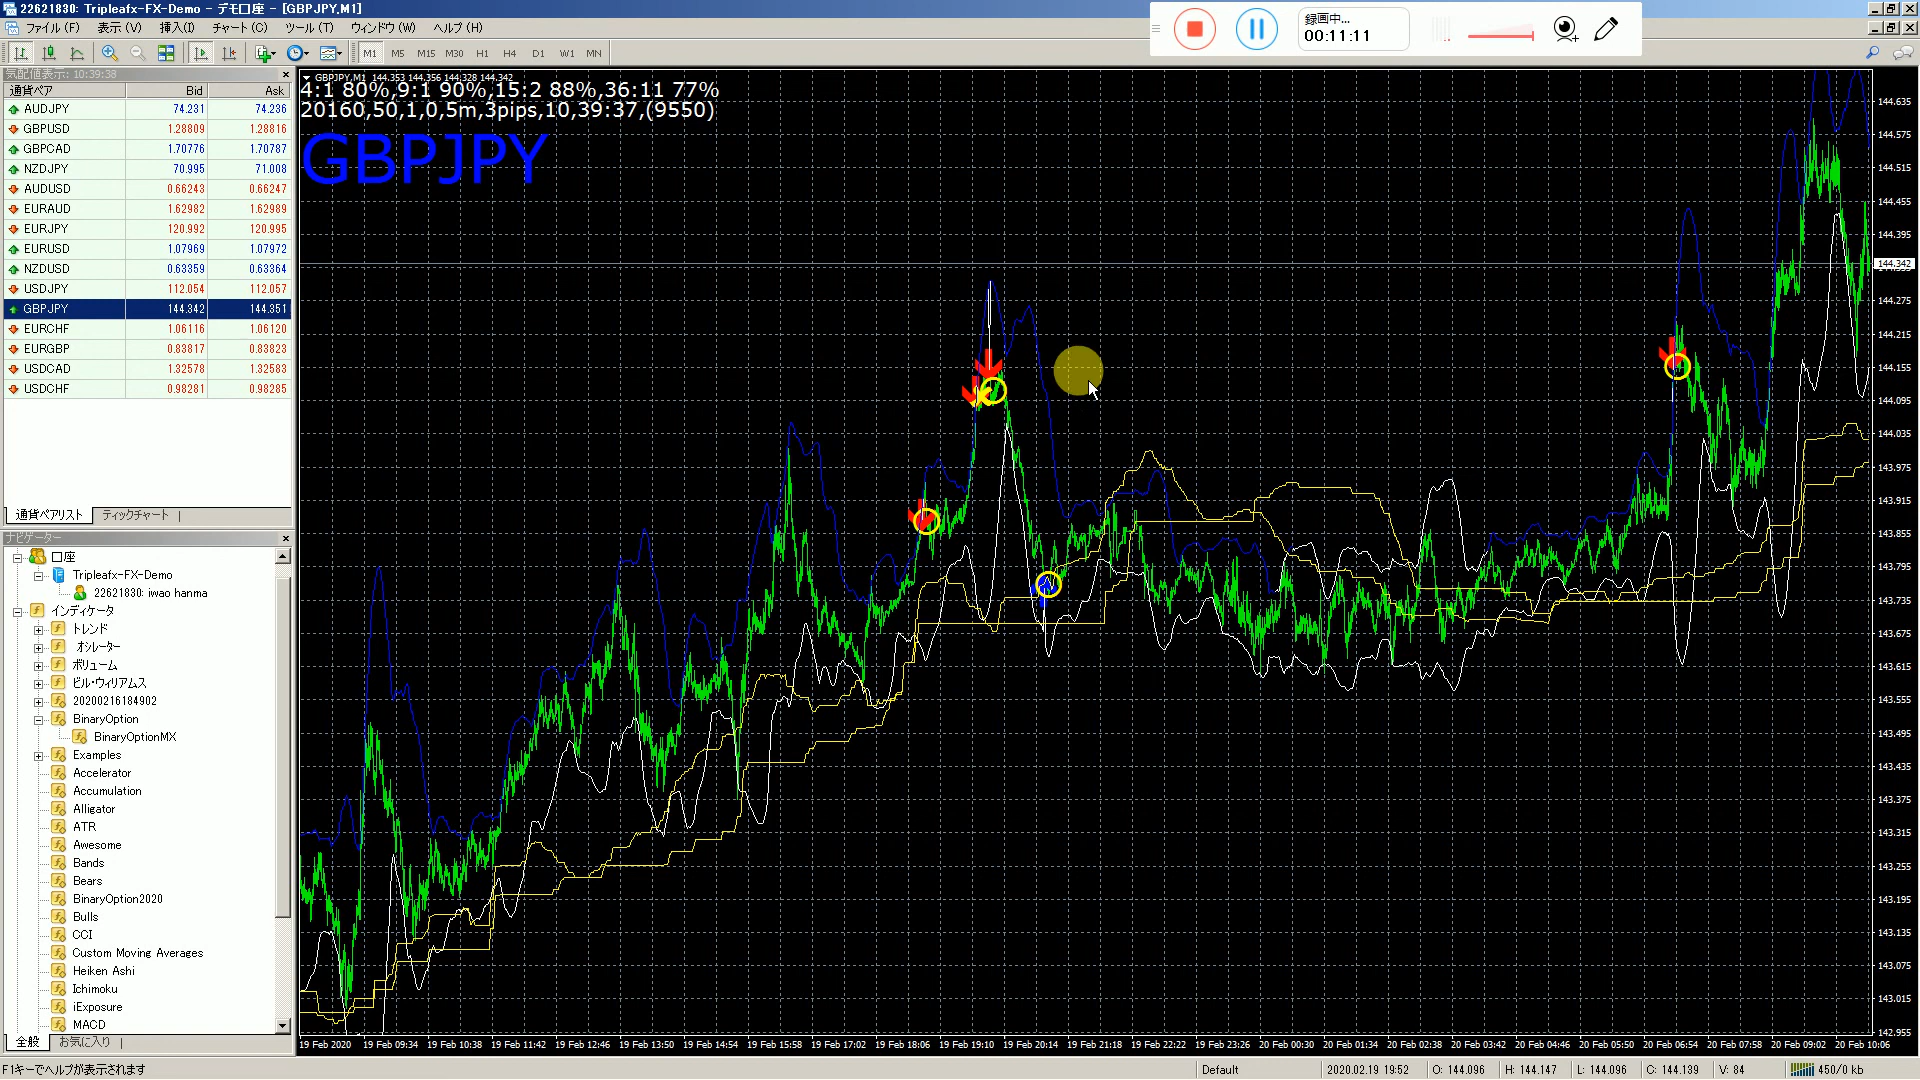 22621830: Tripleafx-FX-Demo - デモ口座 - [GBPJPY,M1]
ファイル (F) 表示 (V) 挿入(I) チャート (C) ツール (T) ウィンドウ (W) ヘルプ (H)
M1 M5 M15 M30 H1 H4 D1 W1 MN
録画中...
00:11:11
気配値表示: 10:39:38
通貨ペア Bid Ask
AUDJPY 74.231 74.236
GBPUSD 1.28809 1.28816
GBPCAD 1.70776 1.70787
NZDJPY 70.995 71.008
AUDUSD 0.66243 0.66247
EURAUD 1.62982 1.62989
EURJPY 120.992 120.995
EURUSD 1.07969 1.07972
NZDUSD 0.63359 0.63364
USDJPY 112.054 112.057
GBPJPY 144.342 144.351
EURCHF 1.06116 1.06120
EURGBP 0.83817 0.83823
USDCAD 1.32578 1.32583
USDCHF 0.98281 0.98285
通貨ペアリスト ティックチャート
ナビゲーター
口座
Tripleafx-FX-Demo
22621830: iwao hanma
インディケータ
トレンド
オシレーター
ボリューム
ビル・ウィリアムス
20200216184902
BinaryOption
BinaryOptionMX
Examples
Accelerator
Accumulation
Alligator
ATR
Awesome
Bands
Bears
BinaryOption2020
Bulls
CCI
Custom Moving Averages
Heiken Ashi
Ichimoku
iExposure
MACD
全般 お気に入り
GBPJPY,M1 144.353 144.356 144.328 144.342
4:1 80%,9:1 90%,15:2 88%,36:11 77%
20160,50,1,0,5m,3pips,10,39:37,(9550)
GBPJPY
144.635
144.575
144.515
144.455
144.395
144.342
144.275
144.215
144.155
144.095
144.035
143.975
143.915
143.855
143.795
143.735
143.675
143.615
143.555
143.495
143.435
143.375
143.315
143.255
143.195
143.135
143.075
143.015
142.955
19 Feb 2020 19 Feb 09:34 19 Feb 10:38 19 Feb 11:42 19 Feb 12:46 19 Feb 13:50 19 Feb 14:54 19 Feb 15:58 19 Feb 17:02 19 Feb 18:06 19 Feb 19:10 19 Feb 20:14 19 Feb 21:18 19 Feb 22:22 19 Feb 23:26 20 Feb 00:30 20 Feb 01:34 20 Feb 02:38 20 Feb 03:42 20 Feb 04:46 20 Feb 05:50 20 Feb 06:54 20 Feb 07:58 20 Feb 09:02 20 Feb 10:06
F1キーでヘルプが表示されます Default 2020.02.19 19:52 O: 144.096 H: 144.147 L: 144.096 C: 144.139 V: 84 450/0 kb